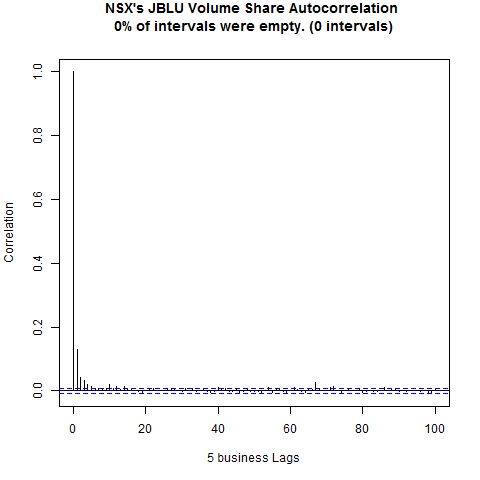 NSX's JBLU Volume Share Autocorrelation
0% of intervals were empty. (0 intervals)
Correlation
1.0
0.8
0.6
0.4
0.2
0.0
0 20 40 60 80 100
5 business Lags